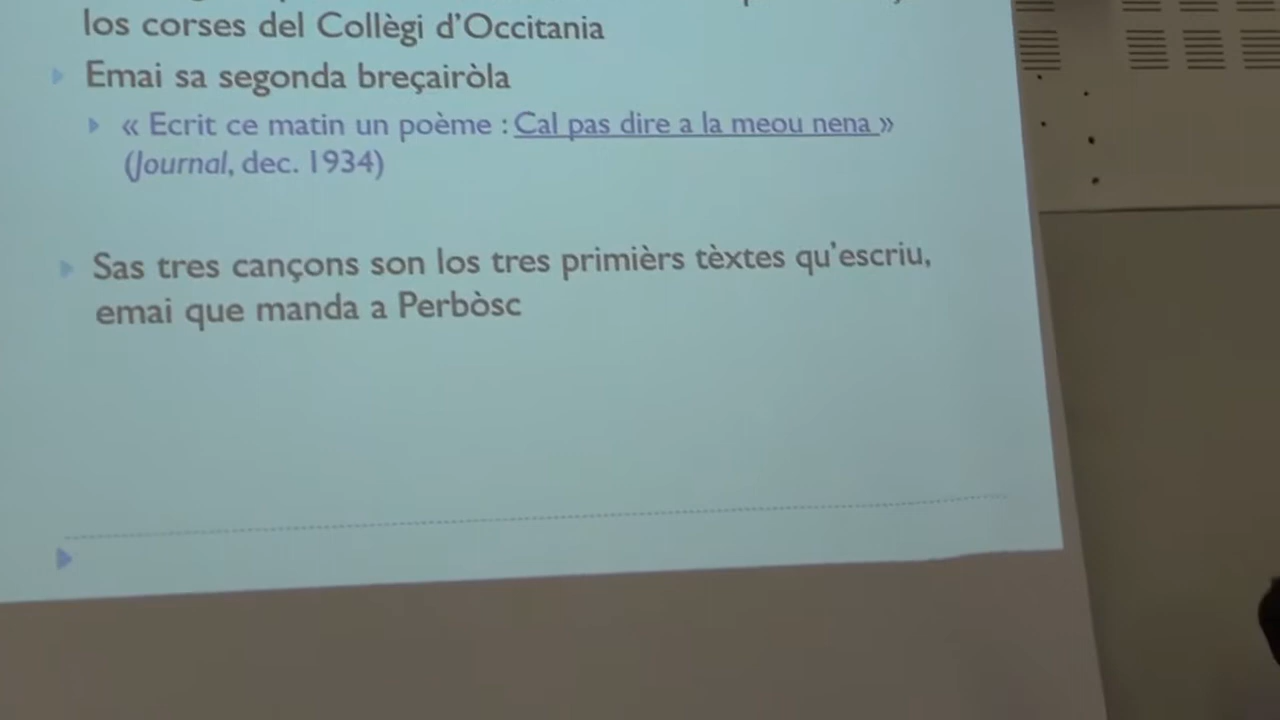 los corses del Collègi d'Occitania
Emai sa segonda breçairòla
« Ecrit ce matin un poème : Cal pas dire a la meou nena »
(Journal, dec. 1934)
Sas tres cançons son los tres primièrs tèxtes qu'escriu,
emai que manda a Perbòsc